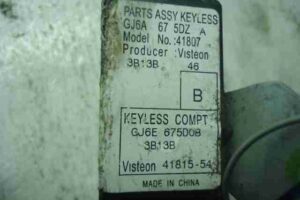 PARTS ASSY KEYLESS
GJ6A 67 5DZ A
Model No.:41807
Producer : Visteon
3B13B 46
B
KEYLESS COMPT
GJ6E 675D0B
3B13B
Visteon 41815-54
MADE IN CHINA